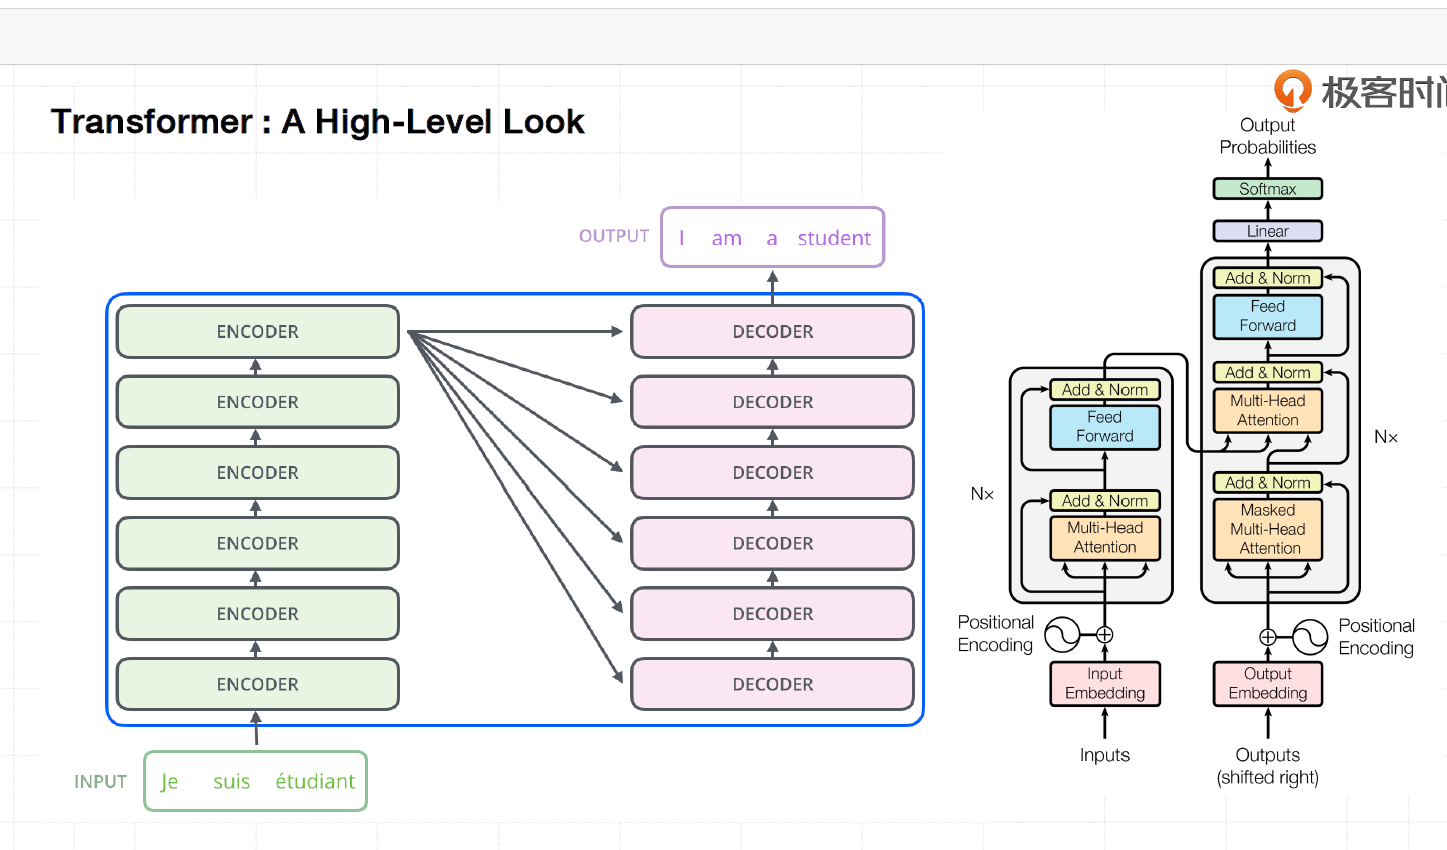 极客时间
Transformer : A High-Level Look
OUTPUT
I am a student
ENCODER
ENCODER
ENCODER
ENCODER
ENCODER
ENCODER
DECODER
DECODER
DECODER
DECODER
DECODER
DECODER
INPUT
Je suis étudiant
Output
Probabilities
Softmax
Linear
Add & Norm
Feed
Forward
Add & Norm
Multi-Head
Attention
Add & Norm
Masked
Multi-Head
Attention
N×
Add & Norm
Feed
Forward
Add & Norm
Multi-Head
Attention
N×
Positional
Encoding
Positional
Encoding
Input
Embedding
Output
Embedding
Inputs
Outputs
(shifted right)